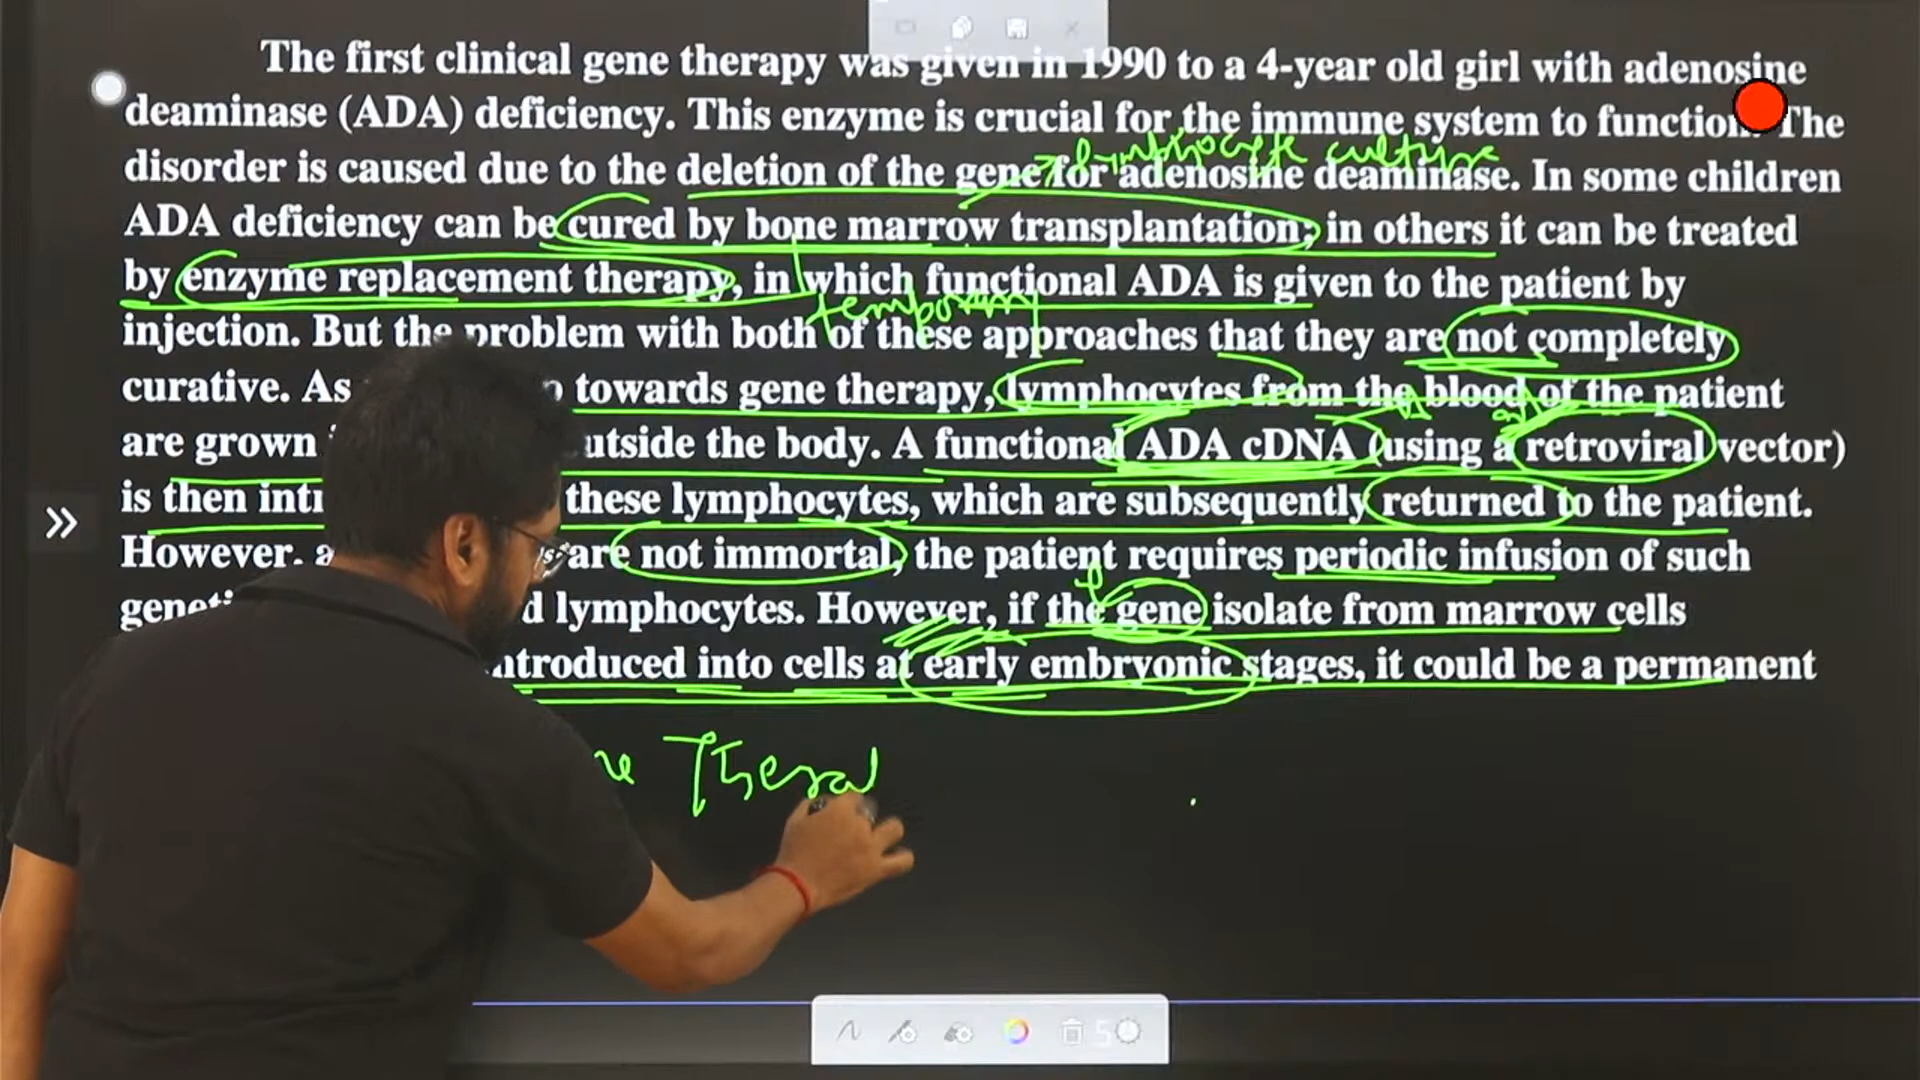 The first clinical gene therapy was given in 1990 to a 4-year old girl with adenosine
deaminase (ADA) deficiency. This enzyme is crucial for the immune system to function. The
lymphocyte culture
disorder is caused due to the deletion of the gene for adenosine deaminase. In some children
ADA deficiency can be cured by bone marrow transplantation; in others it can be treated
by enzyme replacement therapy, in which functional ADA is given to the patient by
temporary
injection. But the problem with both of these approaches that they are not completely
curative. As towards gene therapy, lymphocytes from the blood of the patient
are grown utside the body. A functional ADA cDNA (using a retroviral vector)
is then intr these lymphocytes, which are subsequently returned to the patient.
However, a are not immortal, the patient requires periodic infusion of such
geneti d lymphocytes. However, if the gene isolate from marrow cells
ntroduced into cells at early embryonic stages, it could be a permanent
ne Thera
5